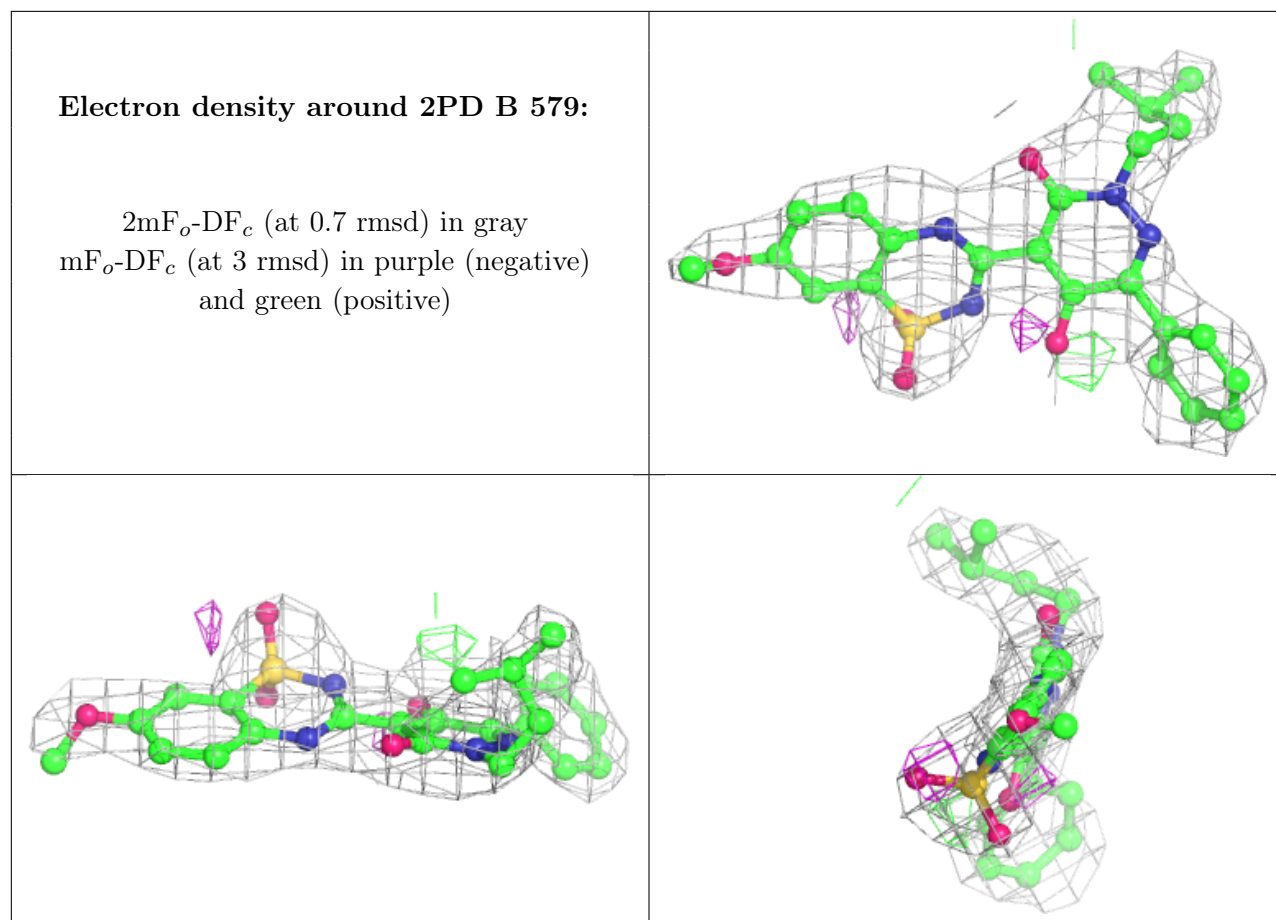 Electron density around 2PD B 579:
2mFo-DFc (at 0.7 rmsd) in gray
mFo-DFc (at 3 rmsd) in purple (negative)
and green (positive)